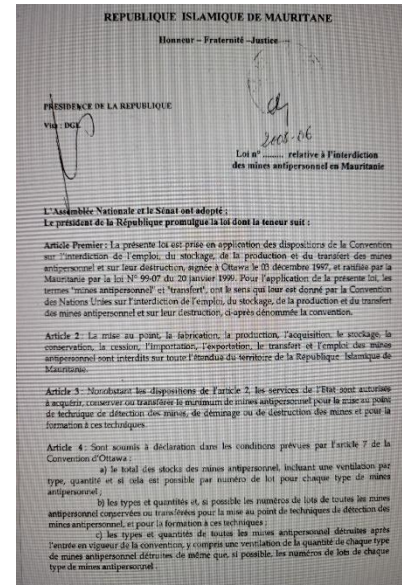 REPUBLIQUE ISLAMIQUE DE MAURITANE
Honneur – Fraternité –Justice
PRESIDENCE DE LA REPUBLIQUE
Visa : DGL
2008-06
Loi n° ......... relative à l'interdiction
des mines antipersonnel en Mauritanie
L'Assemblée Nationale et le Sénat ont adopté ;
Le président de la République promulgue la loi dont la teneur suit :
Article Premier : La présente loi est prise en application des dispositions de la Convention
sur l'interdiction de l'emploi, du stockage, de la production et du transfert des mines
antipersonnel et sur leur destruction, signée à Ottawa le 03 décembre 1997, et ratifiée par la
Mauritanie par la loi N° 99-07 du 20 janvier 1999. Pour l'application de la présente loi, les
termes "mines antipersonnel" et "transfert", ont le sens qui leur est donné par la Convention
des Nations Unies sur l'interdiction de l'emploi, du stockage, de la production et du transfert
des mines antipersonnel et sur leur destruction, ci-après dénommée la convention.
Article 2 : La mise au point, la fabrication, la production, l'acquisition, le stockage, la
conservation, la cession, l'importation, l'exportation, le transfert et l'emploi des mines
antipersonnel sont interdits sur toute l'étendue du territoire de la République Islamique de
Mauritanie.
Article 3 : Nonobstant les dispositions de l'article 2, les services de l'Etat sont autorisés
à acquérir, conserver ou transférer le minimum de mines antipersonnel pour la mise au point
de technique de détection des mines, de déminage ou de destruction des mines et pour la
formation à ces techniques.
Article 4 : Sont soumis à déclaration dans les conditions prévues par l'article 7 de la
Convention d'Ottawa :
a) le total des stocks des mines antipersonnel, incluant une ventilation par
type, quantité et si cela est possible par numéro de lot pour chaque type de mines
antipersonnel ;
b) les types et quantités et, si possible les numéros de lots de toutes les mines
antipersonnel conservées ou transférées pour la mise au point de techniques de détection des
mines antipersonnel, et pour la formation à ces techniques ;
c) les types et quantités de toutes les mines antipersonnel détruites après
l'entrée en vigueur de la convention, y compris une ventilation de la quantité de chaque type
de mines antipersonnel détruites de même que, si possible, les numéros de lots de chaque
type de mines antipersonnel